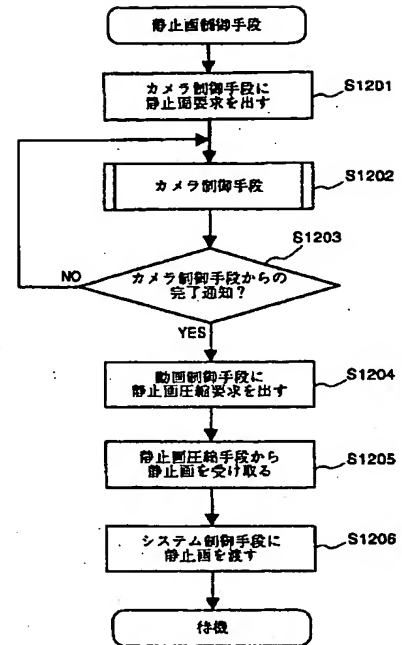 静止画制御手段
カメラ制御手段に
静止画要求を出す
S1201
カメラ制御手段
S1202
S1203
カメラ制御手段からの
完了通知?
NO
YES
動画制御手段に
静止画圧縮要求を出す
S1204
静止画圧縮手段から
静止画を受け取る
S1205
システム制御手段に
静止画を渡す
S1206
待機